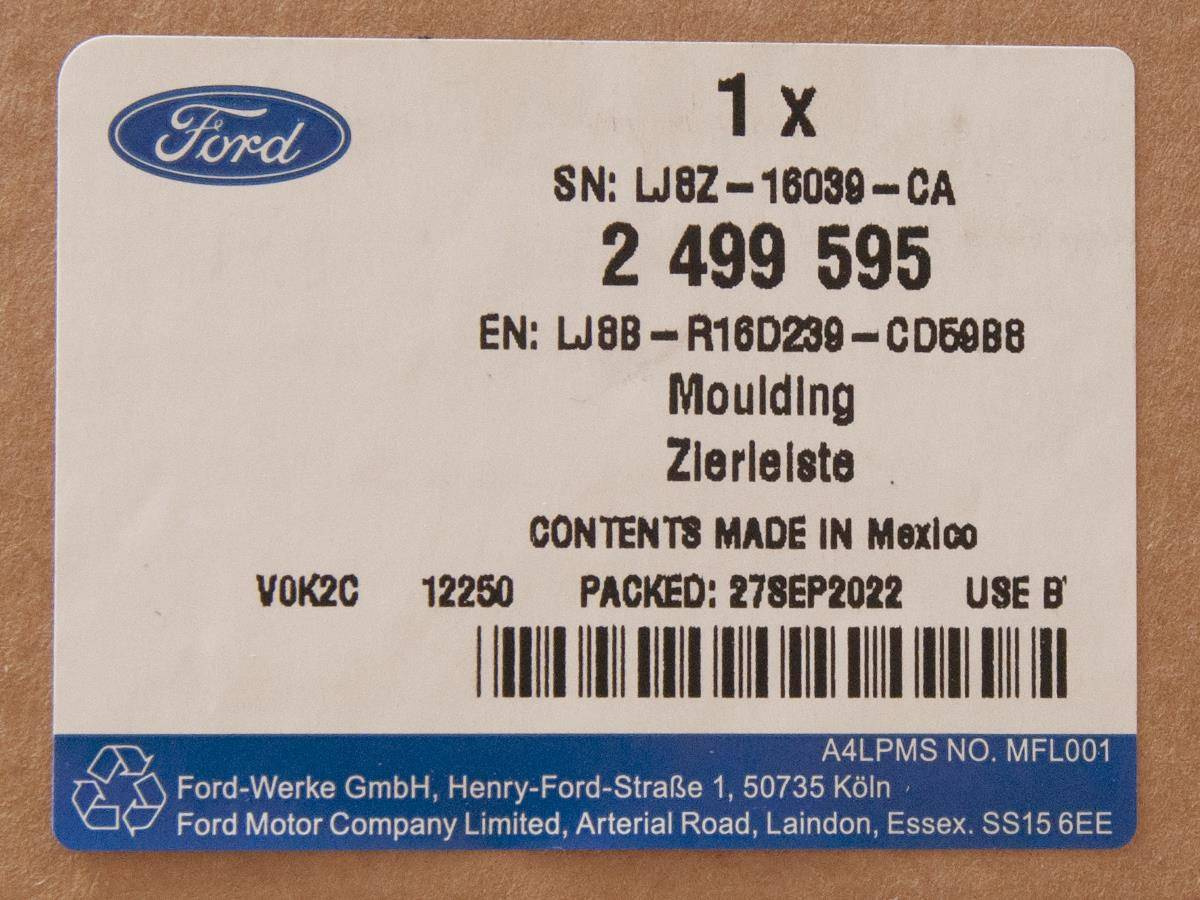 Ford
1 x
SN: LJ8Z-16039-CA
2 499 595
EN: LJ8B-R16D239-CD59B8
Moulding
Zierleiste
CONTENTS MADE IN Mexico
V0K2C 12250 PACKED: 27SEP2022 USE B
A4LPMS NO. MFL001
Ford-Werke GmbH, Henry-Ford-Straße 1, 50735 Köln
Ford Motor Company Limited, Arterial Road, Laindon, Essex. SS15 6EE